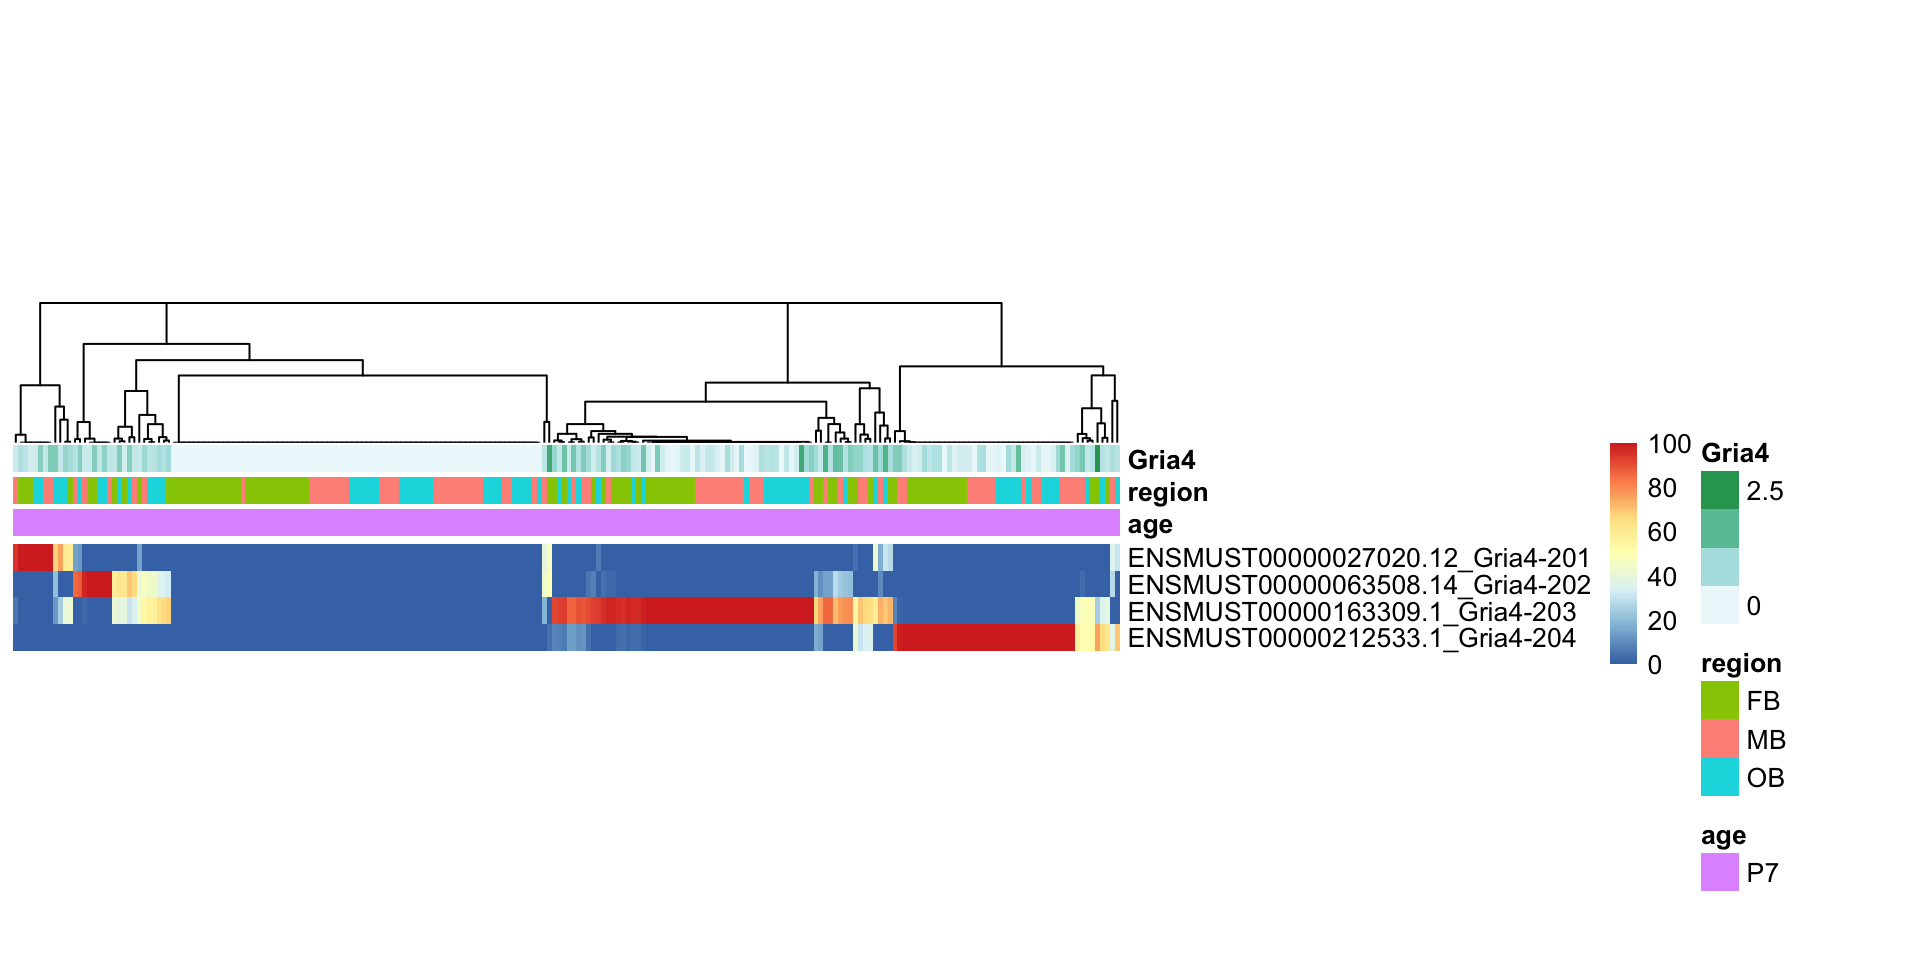 Gria4
region
age
ENSMUST00000027020.12_Gria4-201
ENSMUST00000063508.14_Gria4-202
ENSMUST00000163309.1_Gria4-203
ENSMUST00000212533.1_Gria4-204
100
80
60
40
20
0
Gria4
2.5
0
region
FB
MB
OB
age
P7